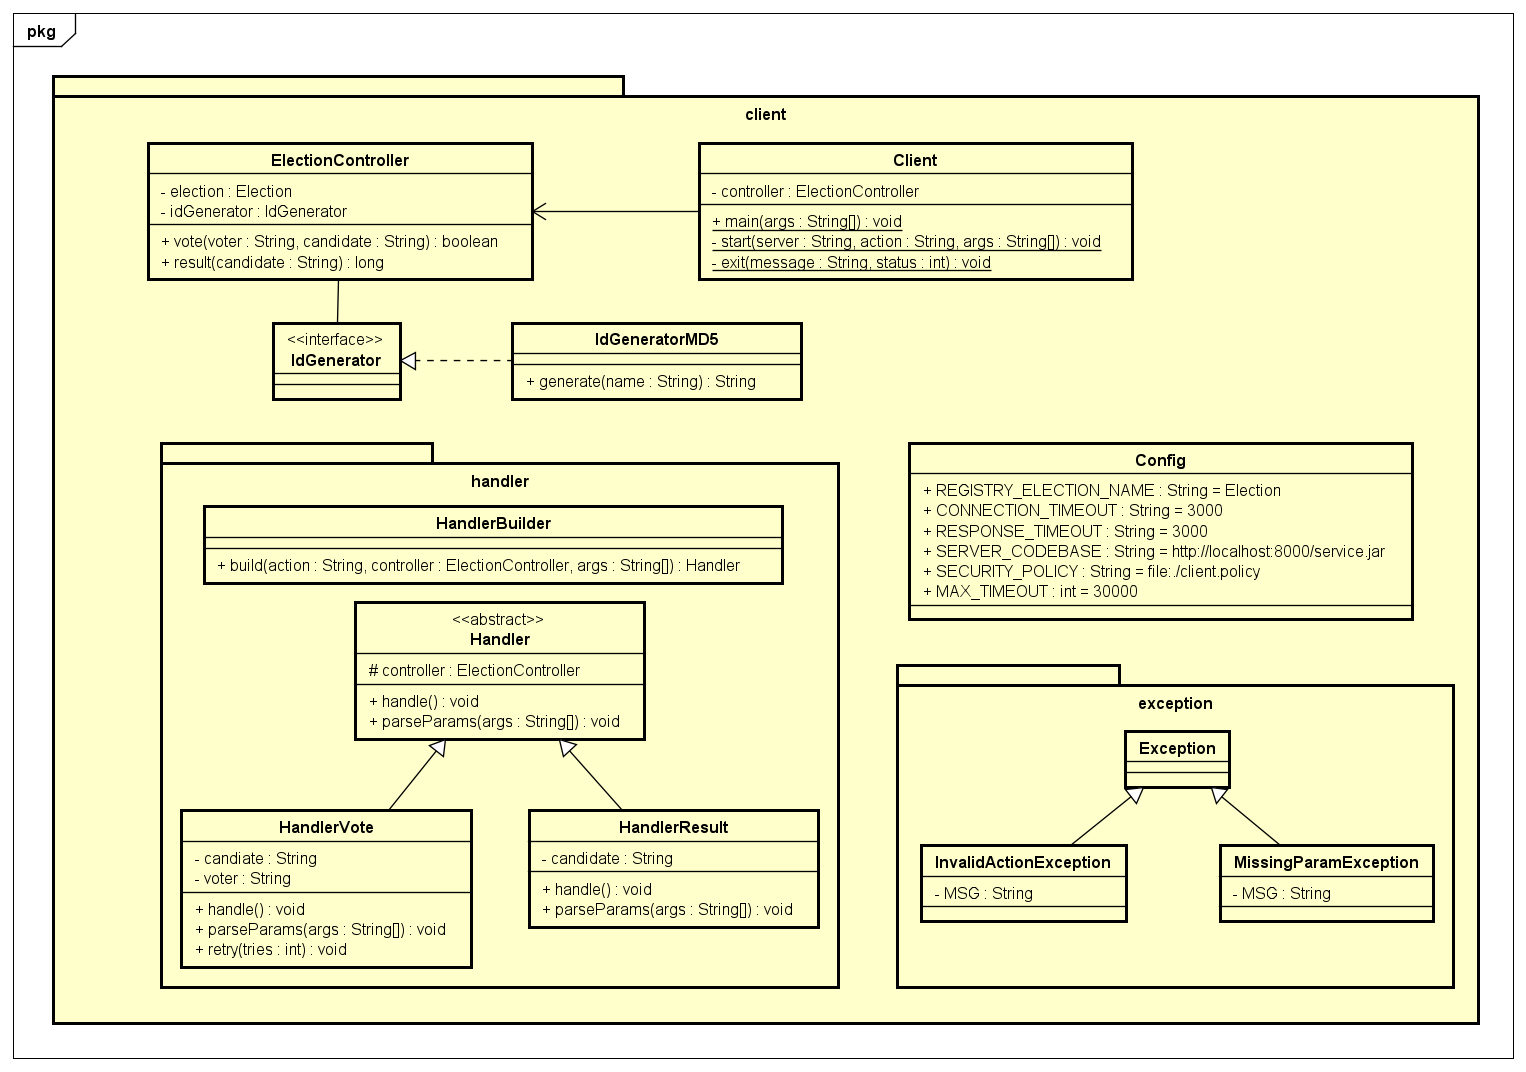 pkg
client
ElectionController
- election : Election
- idGenerator : IdGenerator
+ vote(voter : String, candidate : String) : boolean
+ result(candidate : String) : long
Client
- controller : ElectionController
+ main(args : String[]) : void
- start(server : String, action : String, args : String[]) : void
- exit(message : String, status : int) : void
<<interface>>
IdGenerator
IdGeneratorMD5
+ generate(name : String) : String
handler
HandlerBuilder
+ build(action : String, controller : ElectionController, args : String[]) : Handler
<<abstract>>
Handler
# controller : ElectionController
+ handle() : void
+ parseParams(args : String[]) : void
HandlerVote
- candiate : String
- voter : String
+ handle() : void
+ parseParams(args : String[]) : void
+ retry(tries : int) : void
HandlerResult
- candidate : String
+ handle() : void
+ parseParams(args : String[]) : void
Config
+ REGISTRY_ELECTION_NAME : String = Election
+ CONNECTION_TIMEOUT : String = 3000
+ RESPONSE_TIMEOUT : String = 3000
+ SERVER_CODEBASE : String = http://localhost:8000/service.jar
+ SECURITY_POLICY : String = file:./client.policy
+ MAX_TIMEOUT : int = 30000
exception
Exception
InvalidActionException
- MSG : String
MissingParamException
- MSG : String